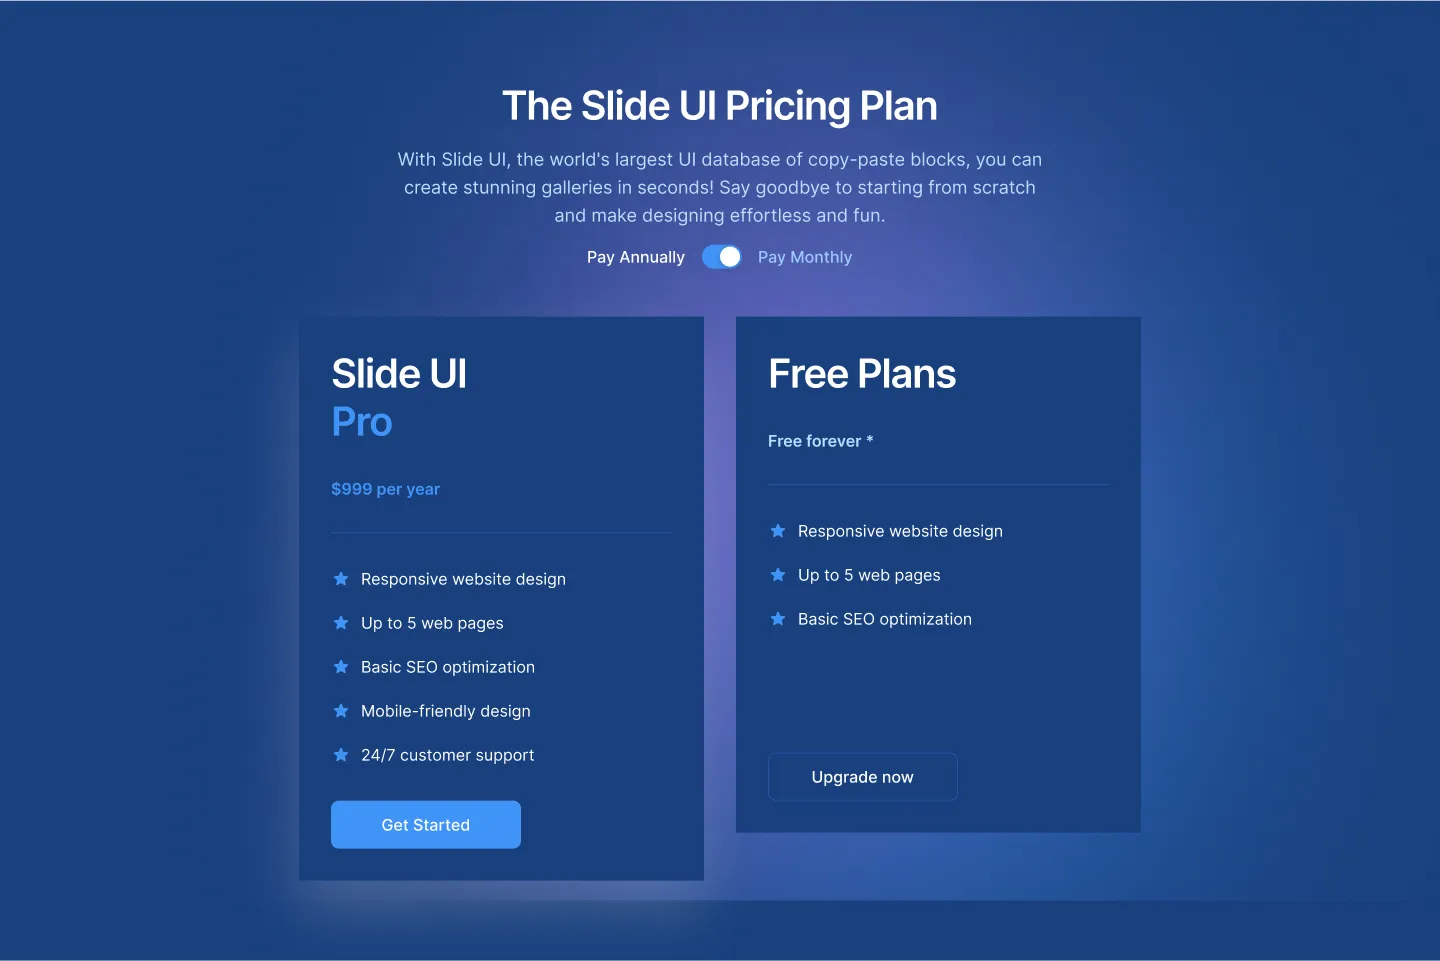 The Slide UI Pricing Plan
With Slide UI, the world's largest UI database of copy-paste blocks, you can
create stunning galleries in seconds! Say goodbye to starting from scratch
and make designing effortless and fun.
Pay Annually
Pay Monthly
Slide UI
Pro
$999 per year
Responsive website design
Up to 5 web pages
Basic SEO optimization
Mobile-friendly design
24/7 customer support
Get Started
Free Plans
Free forever *
Responsive website design
Up to 5 web pages
Basic SEO optimization
Upgrade now